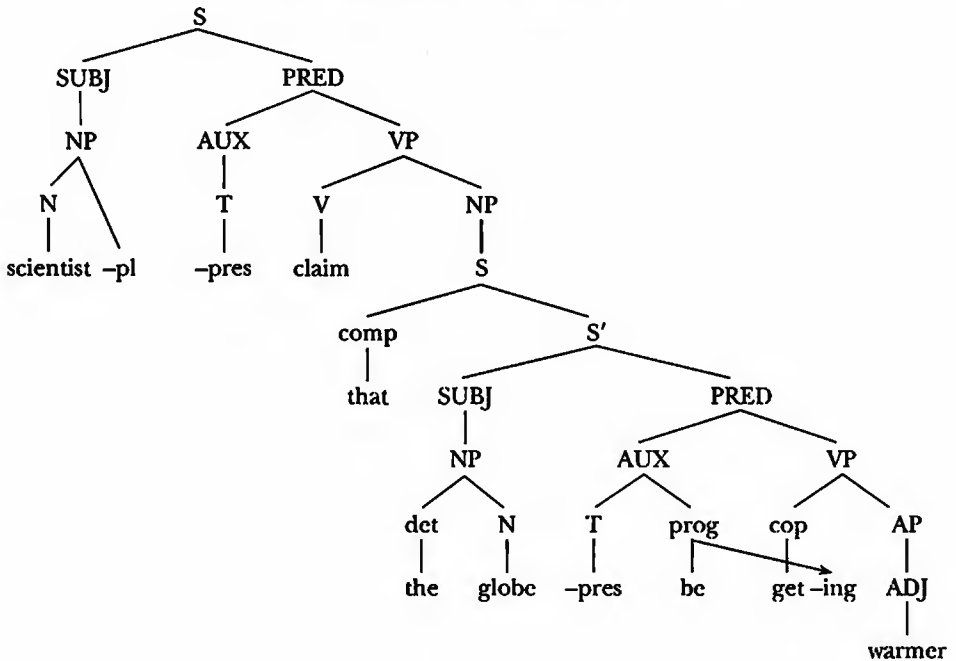 S
SUBJ PRED
NP AUX VP
N T V NP
scientist –pl –pres claim S
comp S′
that SUBJ PRED
NP AUX VP
det N T prog cop AP
the globe –pres be get –ing ADJ
warmer